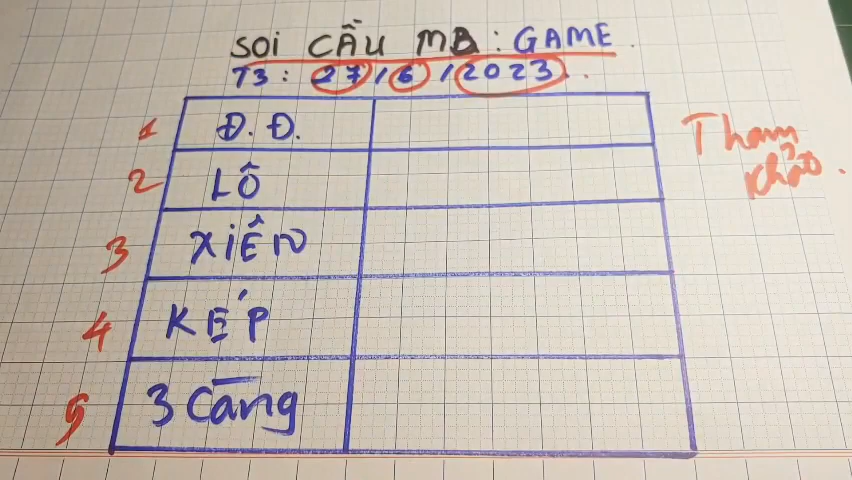 SOI CẦU MB: GAME.
T3: 27/6/2023..
1 Đ.Đ.
2 LÔ
3 XIÊN
4 KÉP
5 3 Càng
Tham
khảo.